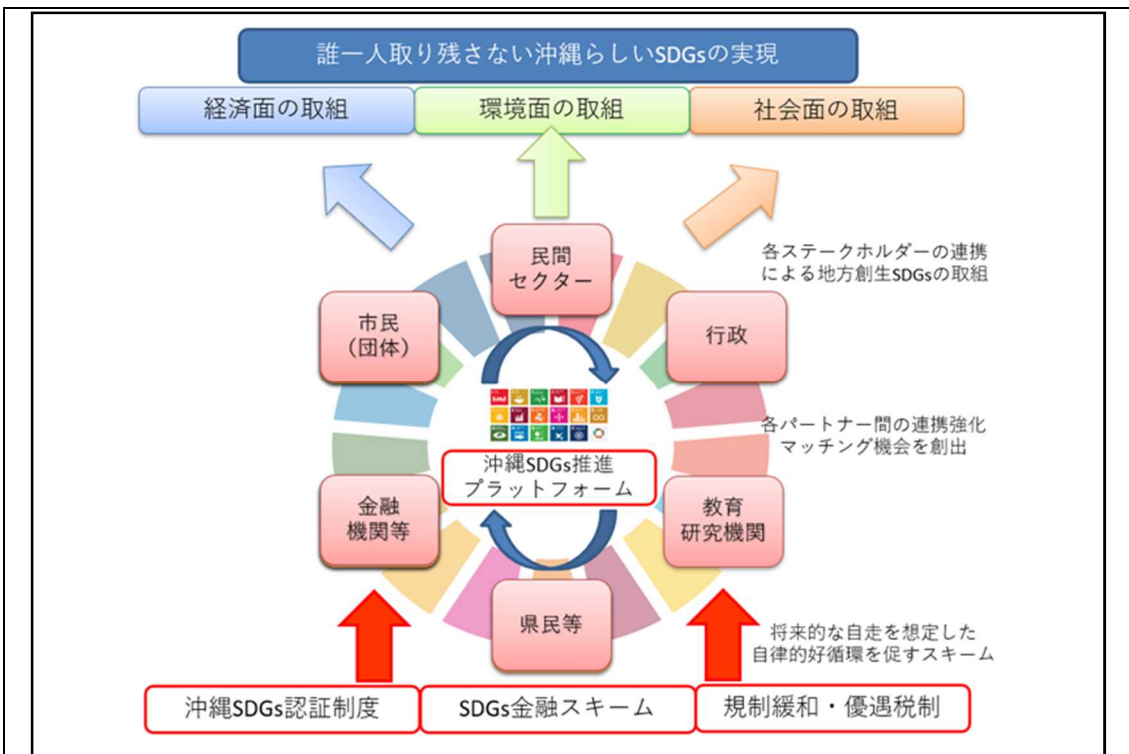 誰一人取り残さない沖縄らしいSDGsの実現
経済面の取組
環境面の取組
社会面の取組
民間
セクター
各ステークホルダーの連携
による地方創生SDGsの取組
市民
(団体)
行政
各パートナー間の連携強化
マッチング機会を創出
沖縄SDGs推進
プラットフォーム
金融
機関等
教育
研究機関
県民等
将来的な自走を想定した
自律的好循環を促すスキーム
沖縄SDGs認証制度
SDGs金融スキーム
規制緩和・優遇税制